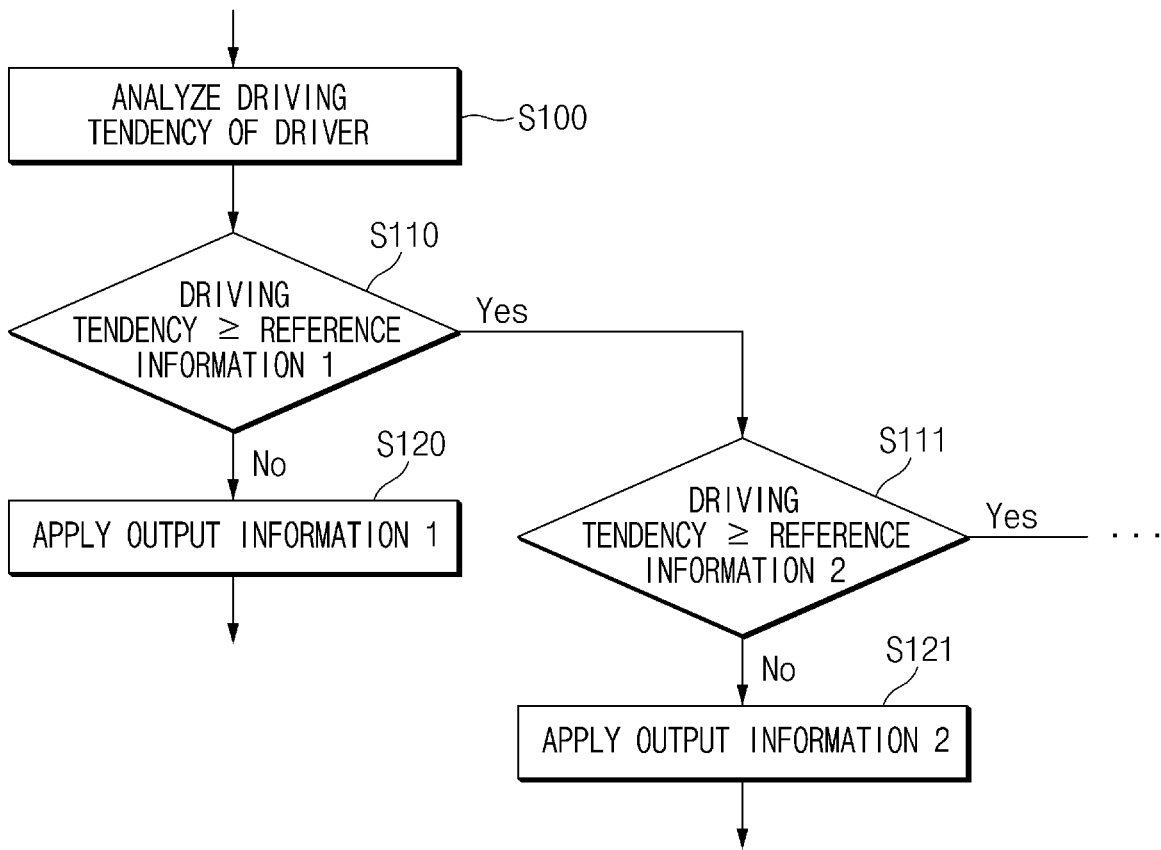 ANALYZE DRIVING
TENDENCY OF DRIVER
S100
S110
DRIVING
TENDENCY ≥ REFERENCE
INFORMATION 1
Yes
No
S120
APPLY OUTPUT INFORMATION 1
S111
DRIVING
TENDENCY ≥ REFERENCE
INFORMATION 2
Yes
...
No
S121
APPLY OUTPUT INFORMATION 2